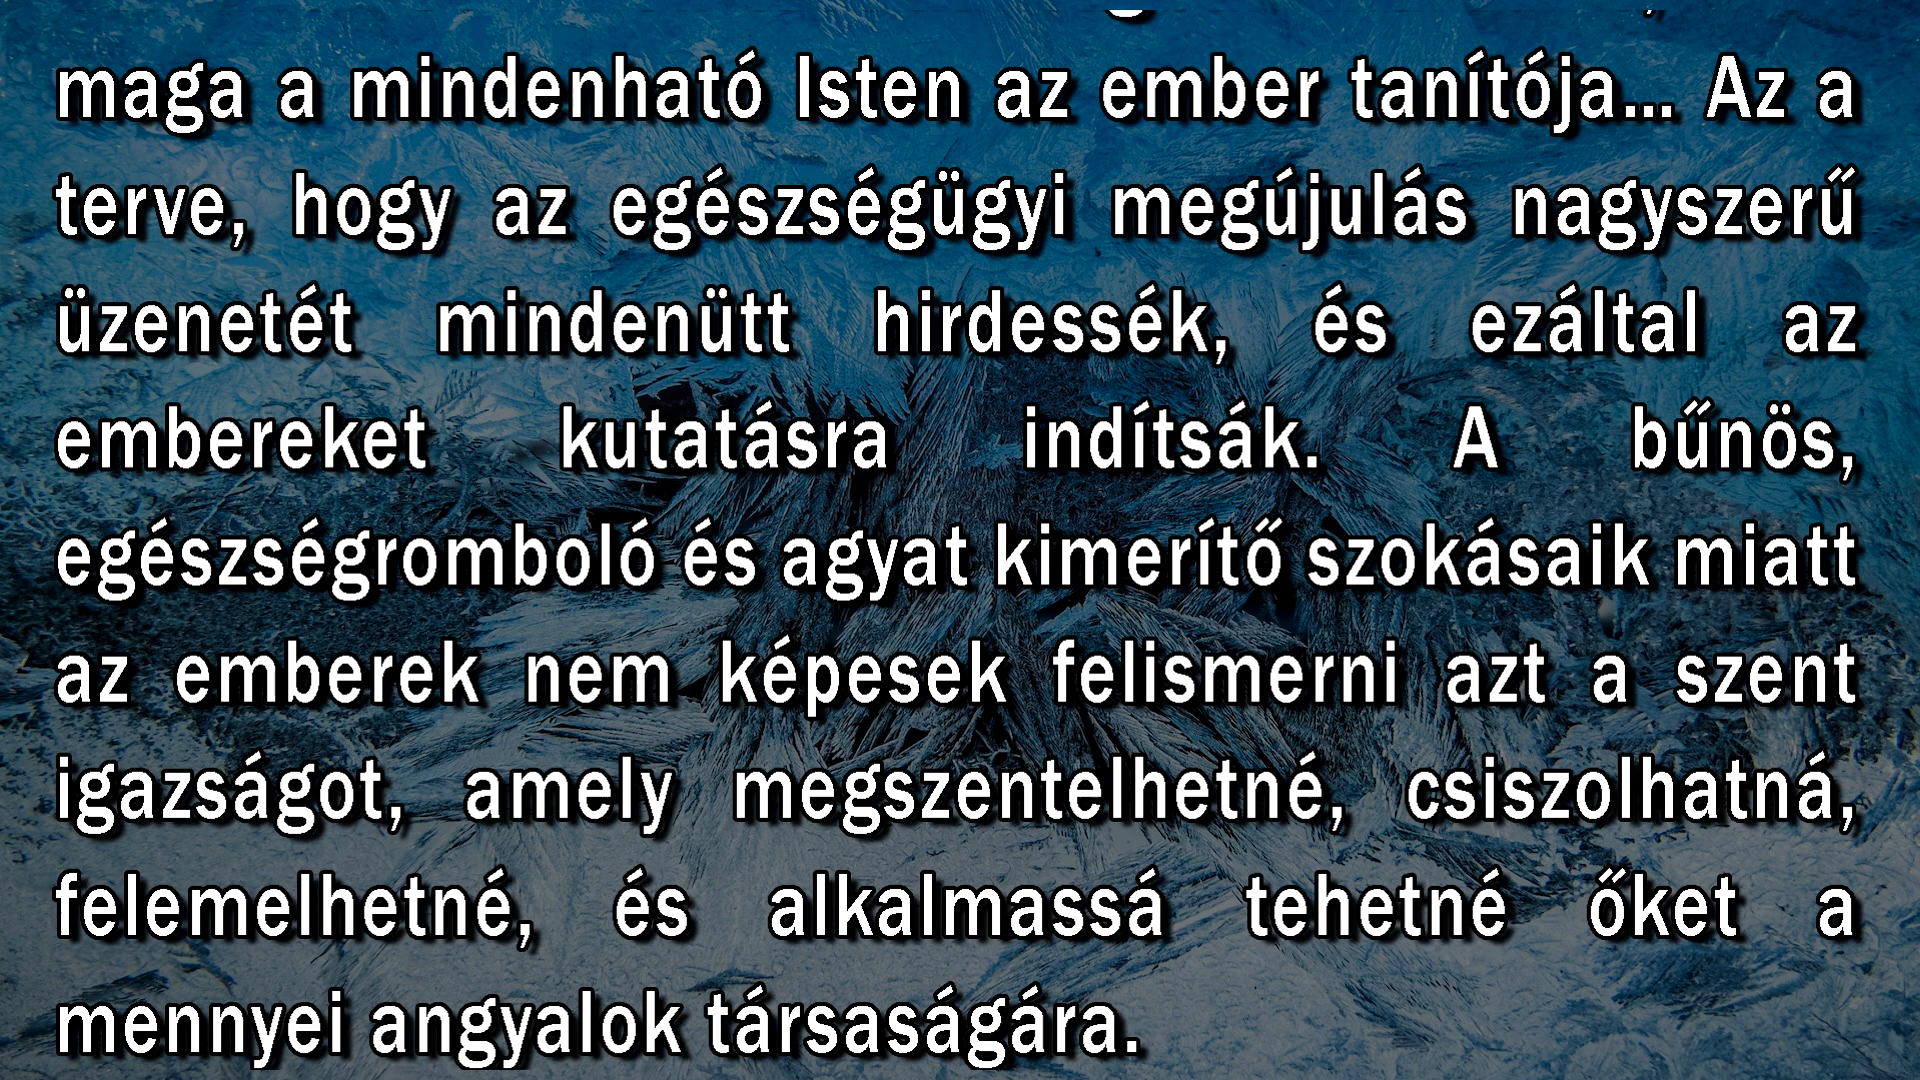 maga a mindenható Isten az ember tanítója... Az a
terve, hogy az egészségügyi megújulás nagyszerű
üzenetét mindenütt hirdessék, és ezáltal az
embereket kutatásra indítsák. A bűnös,
egészségromboló és agyat kimerítő szokásaik miatt
az emberek nem képesek felismerni azt a szent
igazságot, amely megszentelhetné, csiszolhatná,
felemelhetné, és alkalmassá tehetné őket a
mennyei angyalok társaságára.